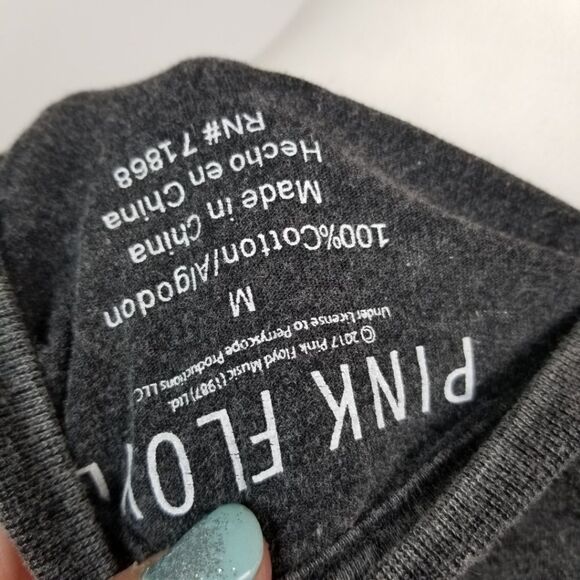 PINK FLOY
© 2017 Pink Floyd Music (1987) Ltd.
Under License to Perryscope Productions LLC
M
100%Cotton/Algodon
Made in China
Hecho en China
RN# 71868